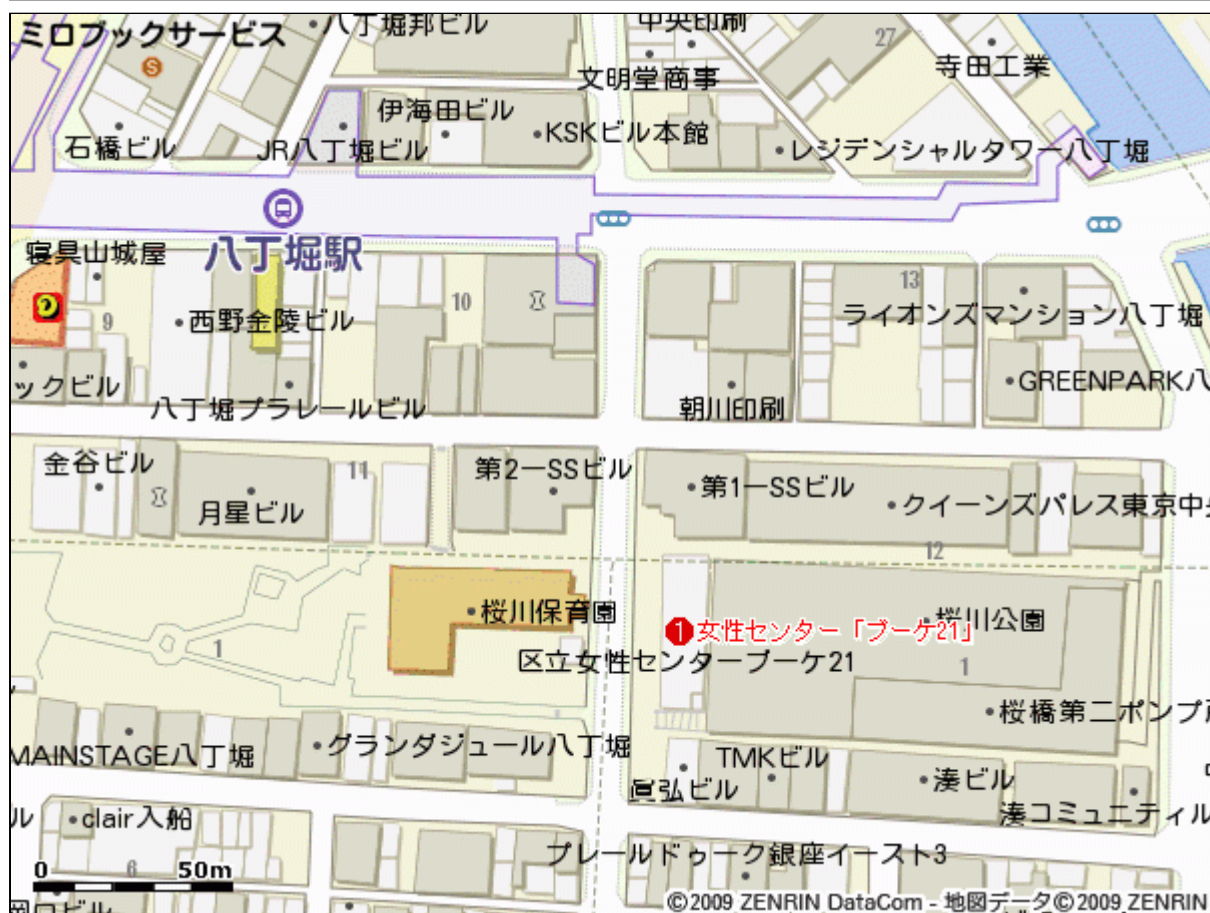 ミロブックサービス
八丁堀邦ビル
中央印刷
27
寺田工業
文明堂商事
S
伊海田ビル
KSKビル本館
石橋ビル
JR八丁堀ビル
レジデンシャルタワー八丁堀
寝具山城屋
八丁堀駅
13
10
9
西野金陵ビル
ライオンズマンション八丁堀
ックビル
八丁堀プラレールビル
朝川印刷
GREENPARK八
金谷ビル
11
第2一SSビル
第1一SSビル
月星ビル
クイーンズパレス東京中央
12
桜川保育園
桜川公園
1 女性センター「ブーケ21」
1
区立女性センターブーケ21
1
桜橋第二ポンプ所
MAINSTAGE八丁堀
グランダジュール八丁堀
TMKビル
湊ビル
眞弘ビル
ル
clair入船
湊コミュニティル
プレールドゥーク銀座イースト3
0
6
50m
©2009 ZENRIN DataCom - 地図データ©2009 ZENRIN